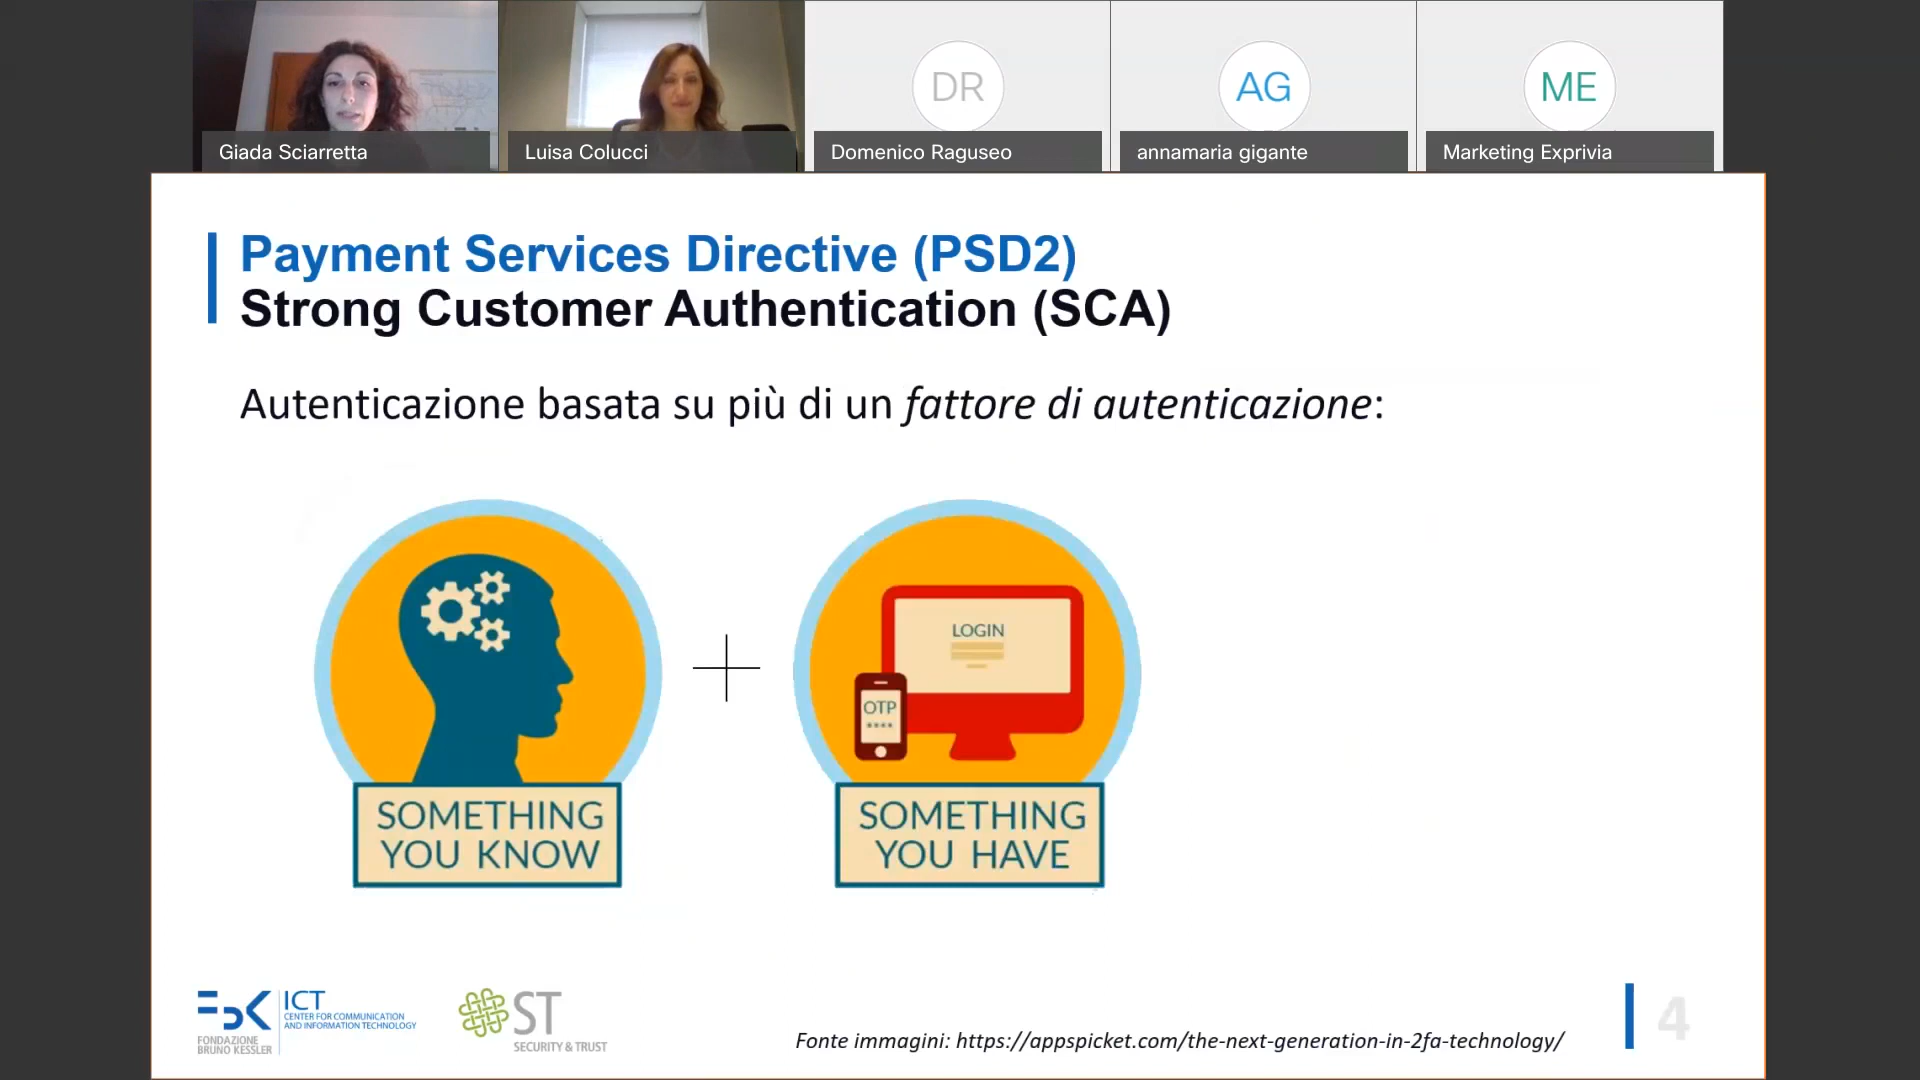 DR
AG
ME
Giada Sciarretta
Luisa Colucci
Domenico Raguseo
annamaria gigante
Marketing Exprivia
Payment Services Directive (PSD2)
Strong Customer Authentication (SCA)
Autenticazione basata su più di un fattore di autenticazione:
LOGIN
OTP
****
SOMETHING
YOU KNOW
SOMETHING
YOU HAVE
FBK
FONDAZIONE
BRUNO KESSLER
ICT
CENTER FOR COMMUNICATION
AND INFORMATION TECHNOLOGY
ST
SECURITY & TRUST
Fonte immagini: https://appspicket.com/the-next-generation-in-2fa-technology/
4